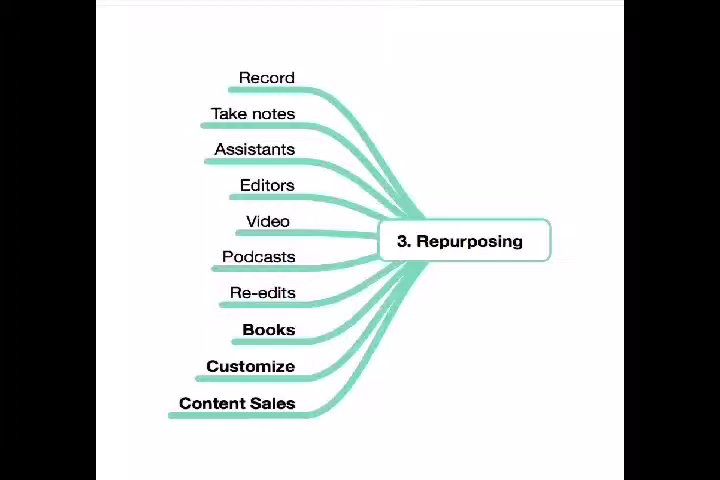 Record
Take notes
Assistants
Editors
Video
3. Repurposing
Podcasts
Re-edits
Books
Customize
Content Sales